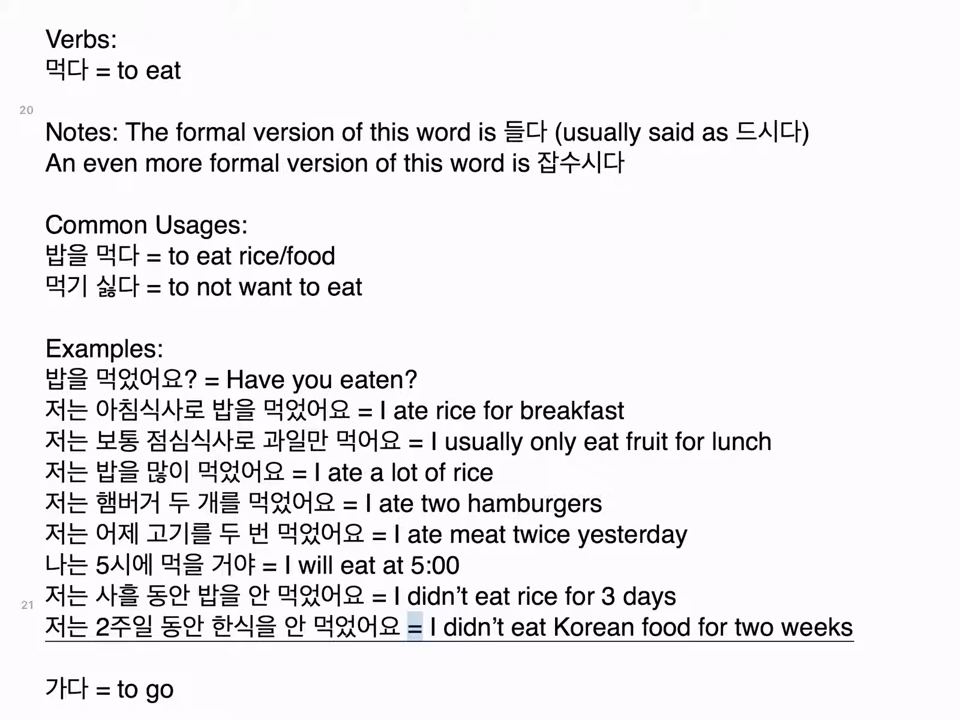 Verbs:
먹다 = to eat
20
Notes: The formal version of this word is 들다 (usually said as 드시다)
An even more formal version of this word is 잡수시다
Common Usages:
밥을 먹다 = to eat rice/food
먹기 싫다 = to not want to eat
Examples:
밥을 먹었어요? = Have you eaten?
저는 아침식사로 밥을 먹었어요 = I ate rice for breakfast
저는 보통 점심식사로 과일만 먹어요 = I usually only eat fruit for lunch
저는 밥을 많이 먹었어요 = I ate a lot of rice
저는 햄버거 두 개를 먹었어요 = I ate two hamburgers
저는 어제 고기를 두 번 먹었어요 = I ate meat twice yesterday
나는 5시에 먹을 거야 = I will eat at 5:00
저는 사흘 동안 밥을 안 먹었어요 = I didn’t eat rice for 3 days
21
저는 2주일 동안 한식을 안 먹었어요 = I didn’t eat Korean food for two weeks
가다 = to go